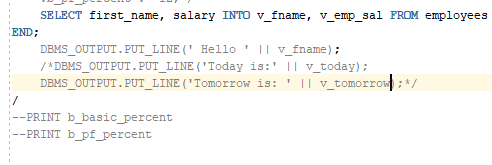 SELECT first_name, salary INTO v_fname, v_emp_sal FROM employees
END;
DBMS_OUTPUT.PUT_LINE(' Hello ' || v_fname);
/*DBMS_OUTPUT.PUT_LINE('Today is:' || v_today);
DBMS_OUTPUT.PUT_LINE('Tomorrow is: ' || v_tomorrow);*/
/
--PRINT b_basic_percent
--PRINT b_pf_percent